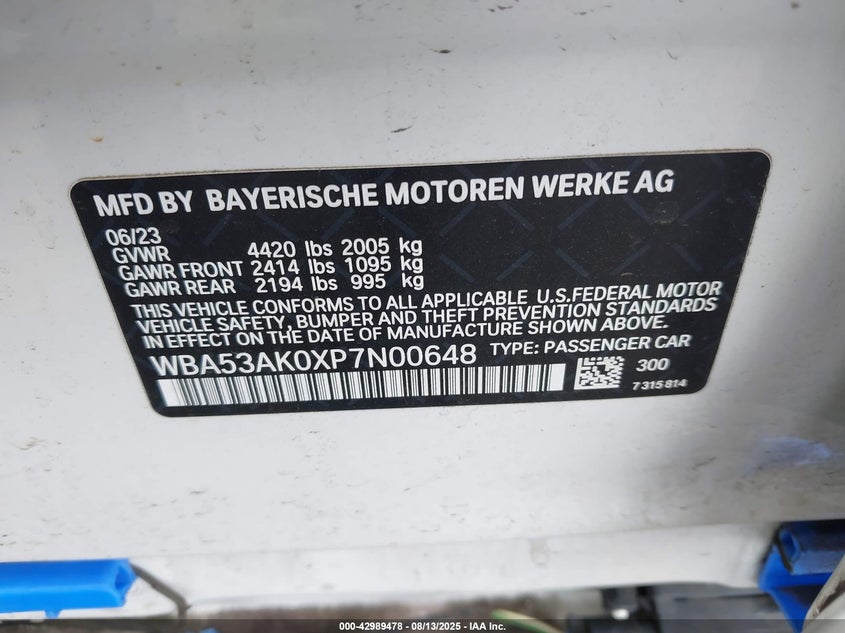 MFD BY BAYERISCHE MOTOREN WERKE AG
06/23
GVWR 4420 lbs 2005 kg
GAWR FRONT 2414 lbs 1095 kg
GAWR REAR 2194 lbs 995 kg
THIS VEHICLE CONFORMS TO ALL APPLICABLE U.S.FEDERAL MOTOR
VEHICLE SAFETY, BUMPER AND THEFT PREVENTION STANDARDS
IN EFFECT ON THE DATE OF MANUFACTURE SHOWN ABOVE.
WBA53AK0XP7N00648 TYPE: PASSENGER CAR
300
7 315 814
000-42989478 - 08/13/2025 - IAA Inc.